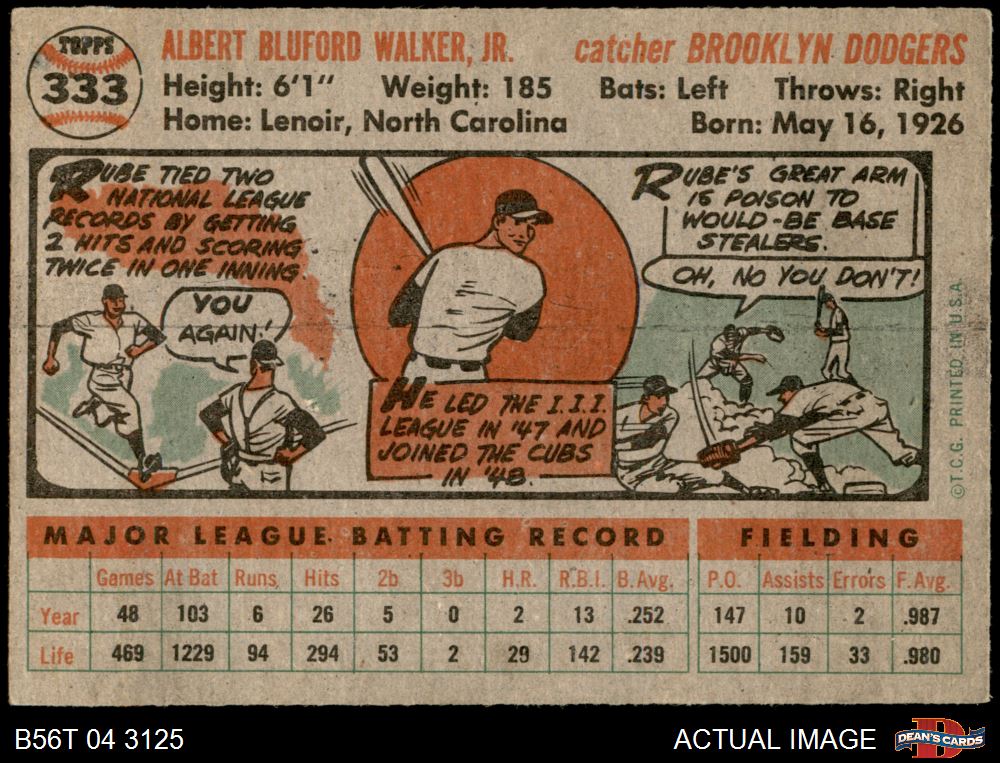 TOPPS
333
ALBERT BLUFORD WALKER, JR.
catcher BROOKLYN DODGERS
Height: 6'1" Weight: 185 Bats: Left Throws: Right
Home: Lenoir, North Carolina Born: May 16, 1926
RUBE TIED TWO
NATIONAL LEAGUE
RECORDS BY GETTING
2 HITS AND SCORING
TWICE IN ONE INNING.
YOU
AGAIN!
HE LED THE I.I.I.
LEAGUE IN '47 AND
JOINED THE CUBS
IN '48.
RUBE'S GREAT ARM
IS POISON TO
WOULD-BE BASE
STEALERS.
OH, NO YOU DON'T!
©T.C.G. PRINTED IN U.S.A.
MAJOR LEAGUE BATTING RECORD FIELDING
Games At Bat Runs Hits 2b 3b H.R. R.B.I. B.Avg. P.O. Assists Errors F.Avg.
Year 48 103 6 26 5 0 2 13 .252 147 10 2 .987
Life 469 1229 94 294 53 2 29 142 .239 1500 159 33 .980
B56T 04 3125
ACTUAL IMAGE
D
DEAN'S CARDS